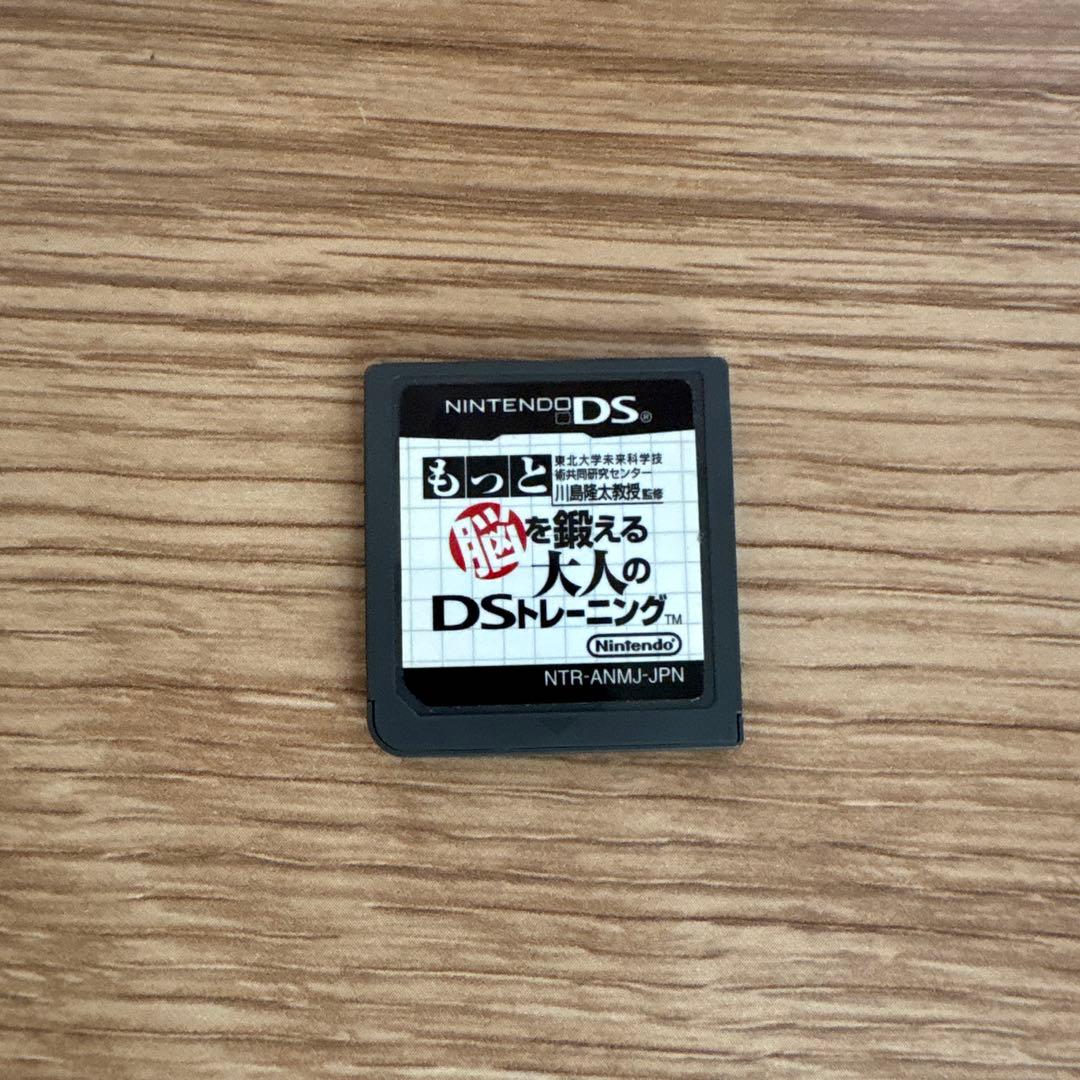 NINTENDO DS®
もっと
東北大学未来科学技
術共同研究センター
川島隆太教授 監修
脳を鍛える
大人の
DSトレーニング™
Nintendo®
NTR-ANMJ-JPN